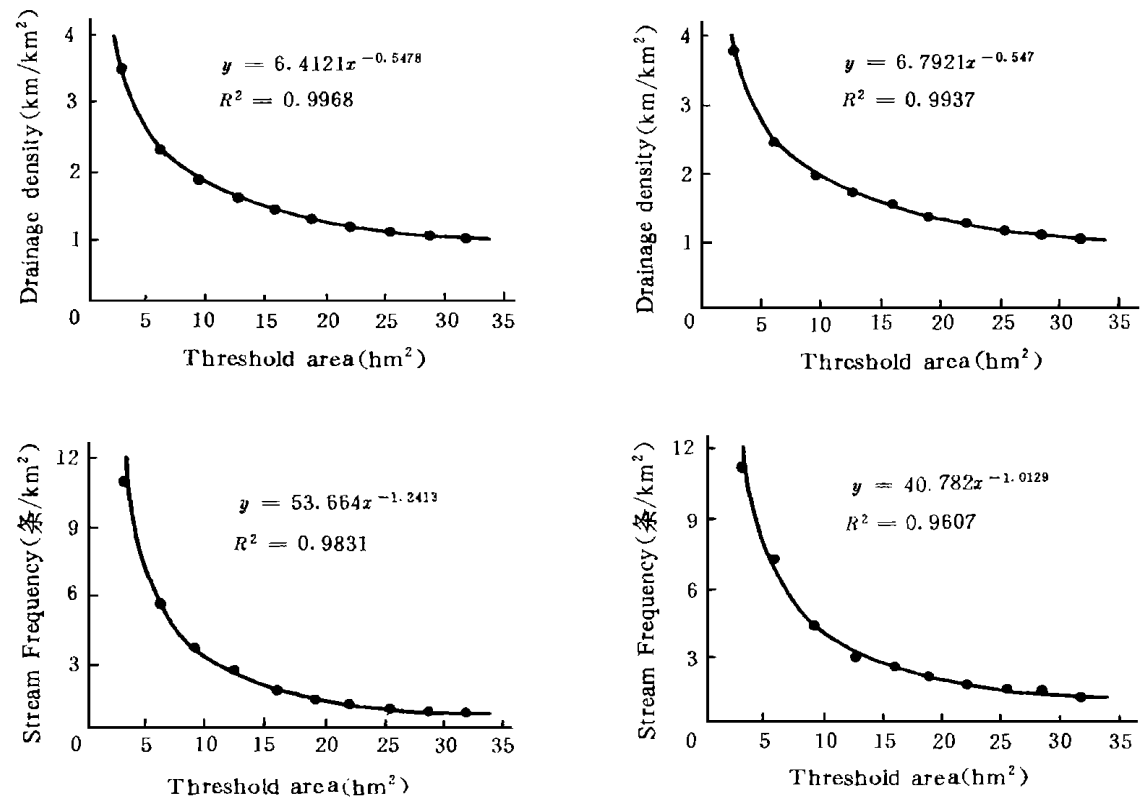 Drainage density (km/km²)
4
3
2
1
0
y = 6.4121x^{-0.5478}
R² = 0.9968
5 10 15 20 25 30 35
Threshold area (hm²)
Drainage density (km/km²)
4
3
2
1
0
y = 6.7921x^{-0.547}
R² = 0.9937
5 10 15 20 25 30 35
Threshold area (hm²)
Stream Frequency (条/km²)
12
9
6
3
0
y = 53.664x^{-1.2413}
R² = 0.9831
5 10 15 20 25 30 35
Threshold area (hm²)
Stream Frequency (条/km²)
12
9
6
3
0
y = 40.782x^{-1.0129}
R² = 0.9607
5 10 15 20 25 30 35
Threshold area (hm²)